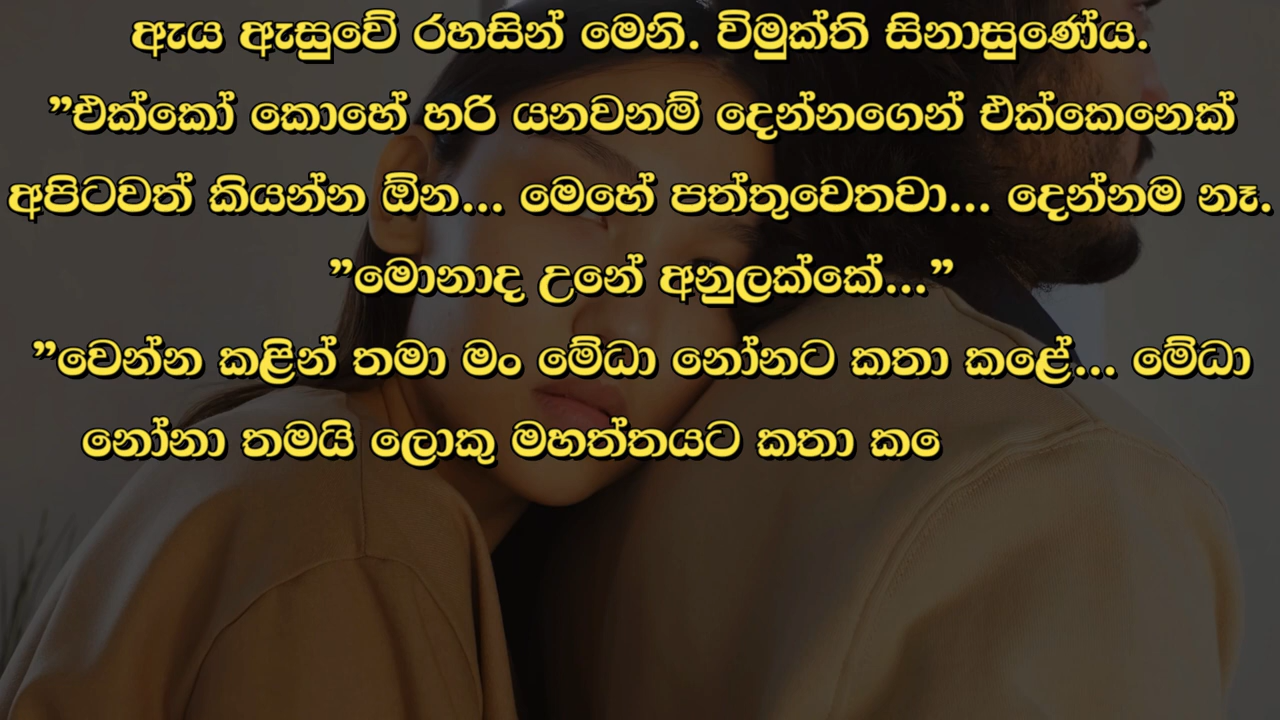 ඇය ඇසුවේ රහසින් මෙනි. විමුක්ති සිනාසුණේය.
”එක්කෝ කොහේ හරි යනවනම් දෙන්නගෙන් එක්කෙනෙක්
අපිටවත් කියන්න ඕන... මෙහේ පත්තුවෙතවා... දෙන්නම නෑ.
”මොනාද උනේ අනුලක්කේ...”
”වෙන්න කළින් තමා මං මේධා නෝනට කතා කළේ... මේධා
නෝනා තමයි ලොකු මහත්තයට කතා කෙ